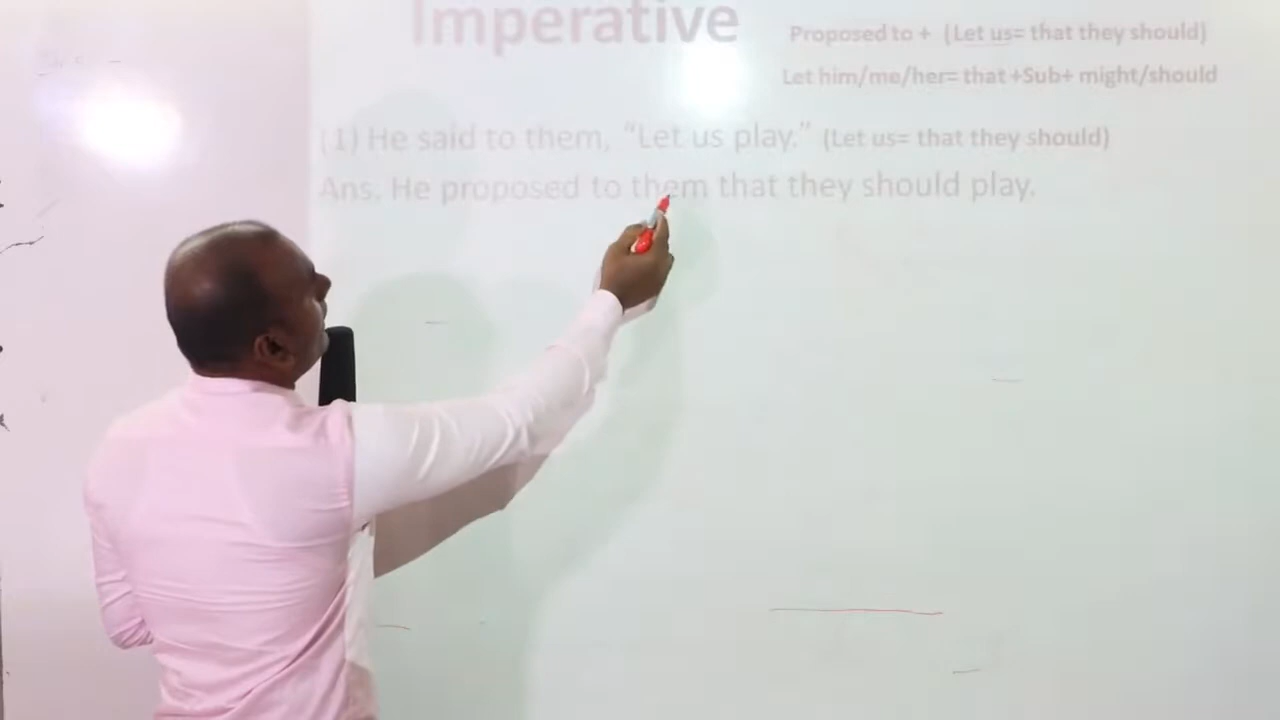 Imperative
Proposed to + (Let us= that they should)
Let him/me/her= that +Sub+ might/should
(1) He said to them, “Let us play.” (Let us= that they should)
Ans. He proposed to them that they should play.